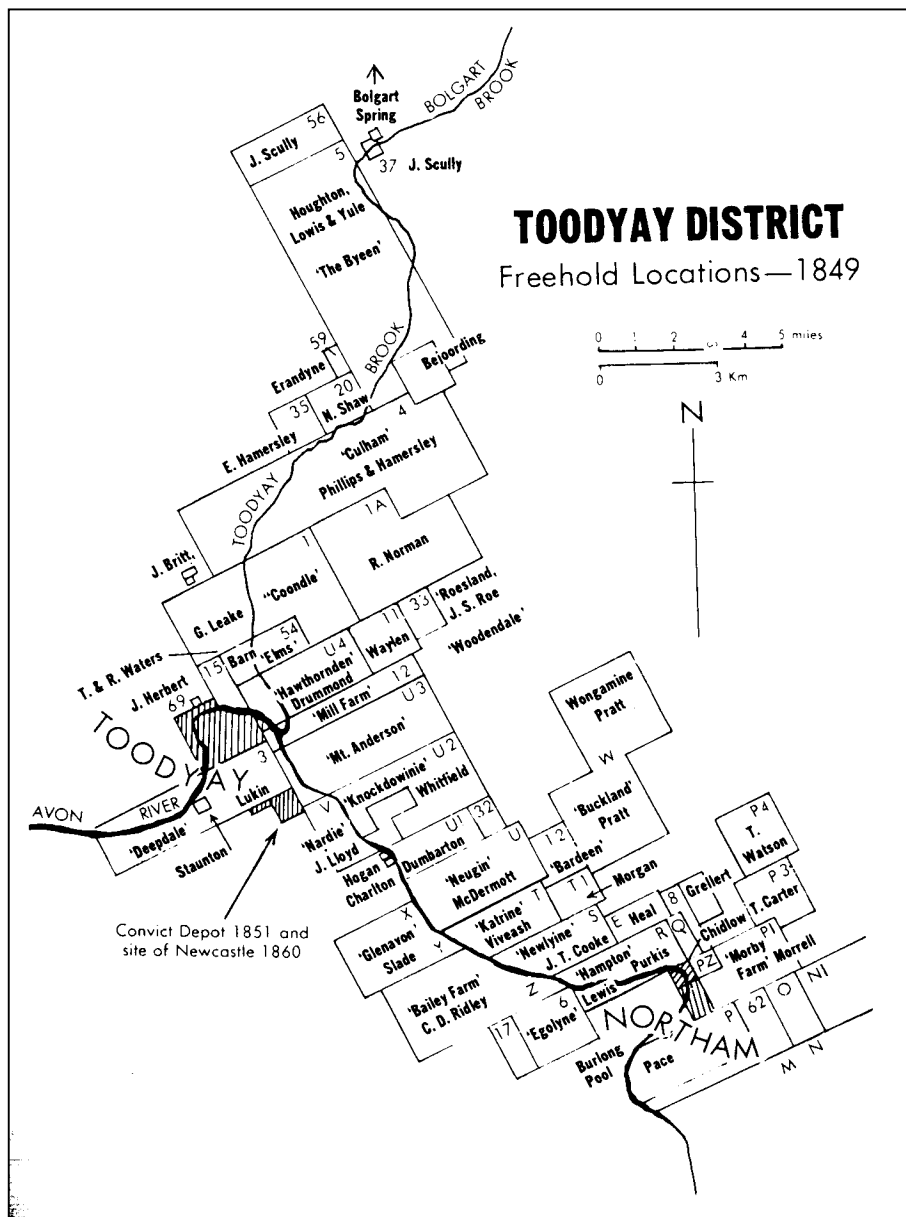 BOLGART
BROOK
Bolgart
Spring
J. Scully
56
5
37 J. Scully
Houghton,
Lowis & Yule
'The Byeen'
TOODYAY DISTRICT
Freehold Locations—1849
0 1 2 3 4 5 miles
0 3 Km
N
BROOK
59
Erandyne
Bejoording
20
N. Shaw
35
E. Hamersley
4
'Culham'
Phillips & Hamersley
TOODYAY
1A
1
R. Norman
J. Britt,
"Coondle'
G. Leake
33
'Roesland,
J. S. Roe
11
Waylen
'Woodendale'
54
Barn 'Elms'
U4
'Hawthornden'
Drummond
T. & R. Waters
15
12
'Mill Farm'
J. Herbert
69
U3
'Mt. Anderson'
TOODYAY
3
Lukin
U2
'Knockdowinie'
Whitfield
V
'Nardie'
J. Lloyd
AVON
RIVER
'Deepdale'
Staunton
Wongamine
Pratt
W
'Buckland'
Pratt
U1
32
Dumbarton
Hogan
Charlton
U
'Neugin'
McDermott
12
'Bardeen'
P4
T.
Watson
Convict Depot 1851 and
site of Newcastle 1860
T
T1
Morgan
'Katrine'
Viveash
8
Greilert
P3
T. Carter
X
'Glenavon'
Slade
Y
S
'Newlyine'
J. T. Cooke
E
Heal
Chidlow
R
Q
PZ
P1
'Morby
Farm' Morrell
'Hampton'
Purkis
Z
'Bailey Farm'
C. D. Ridley
Lewis
6
'Egolyne'
17
NORTHAM
P
62
O
NI
Burlong
Pool
Pace
M
N